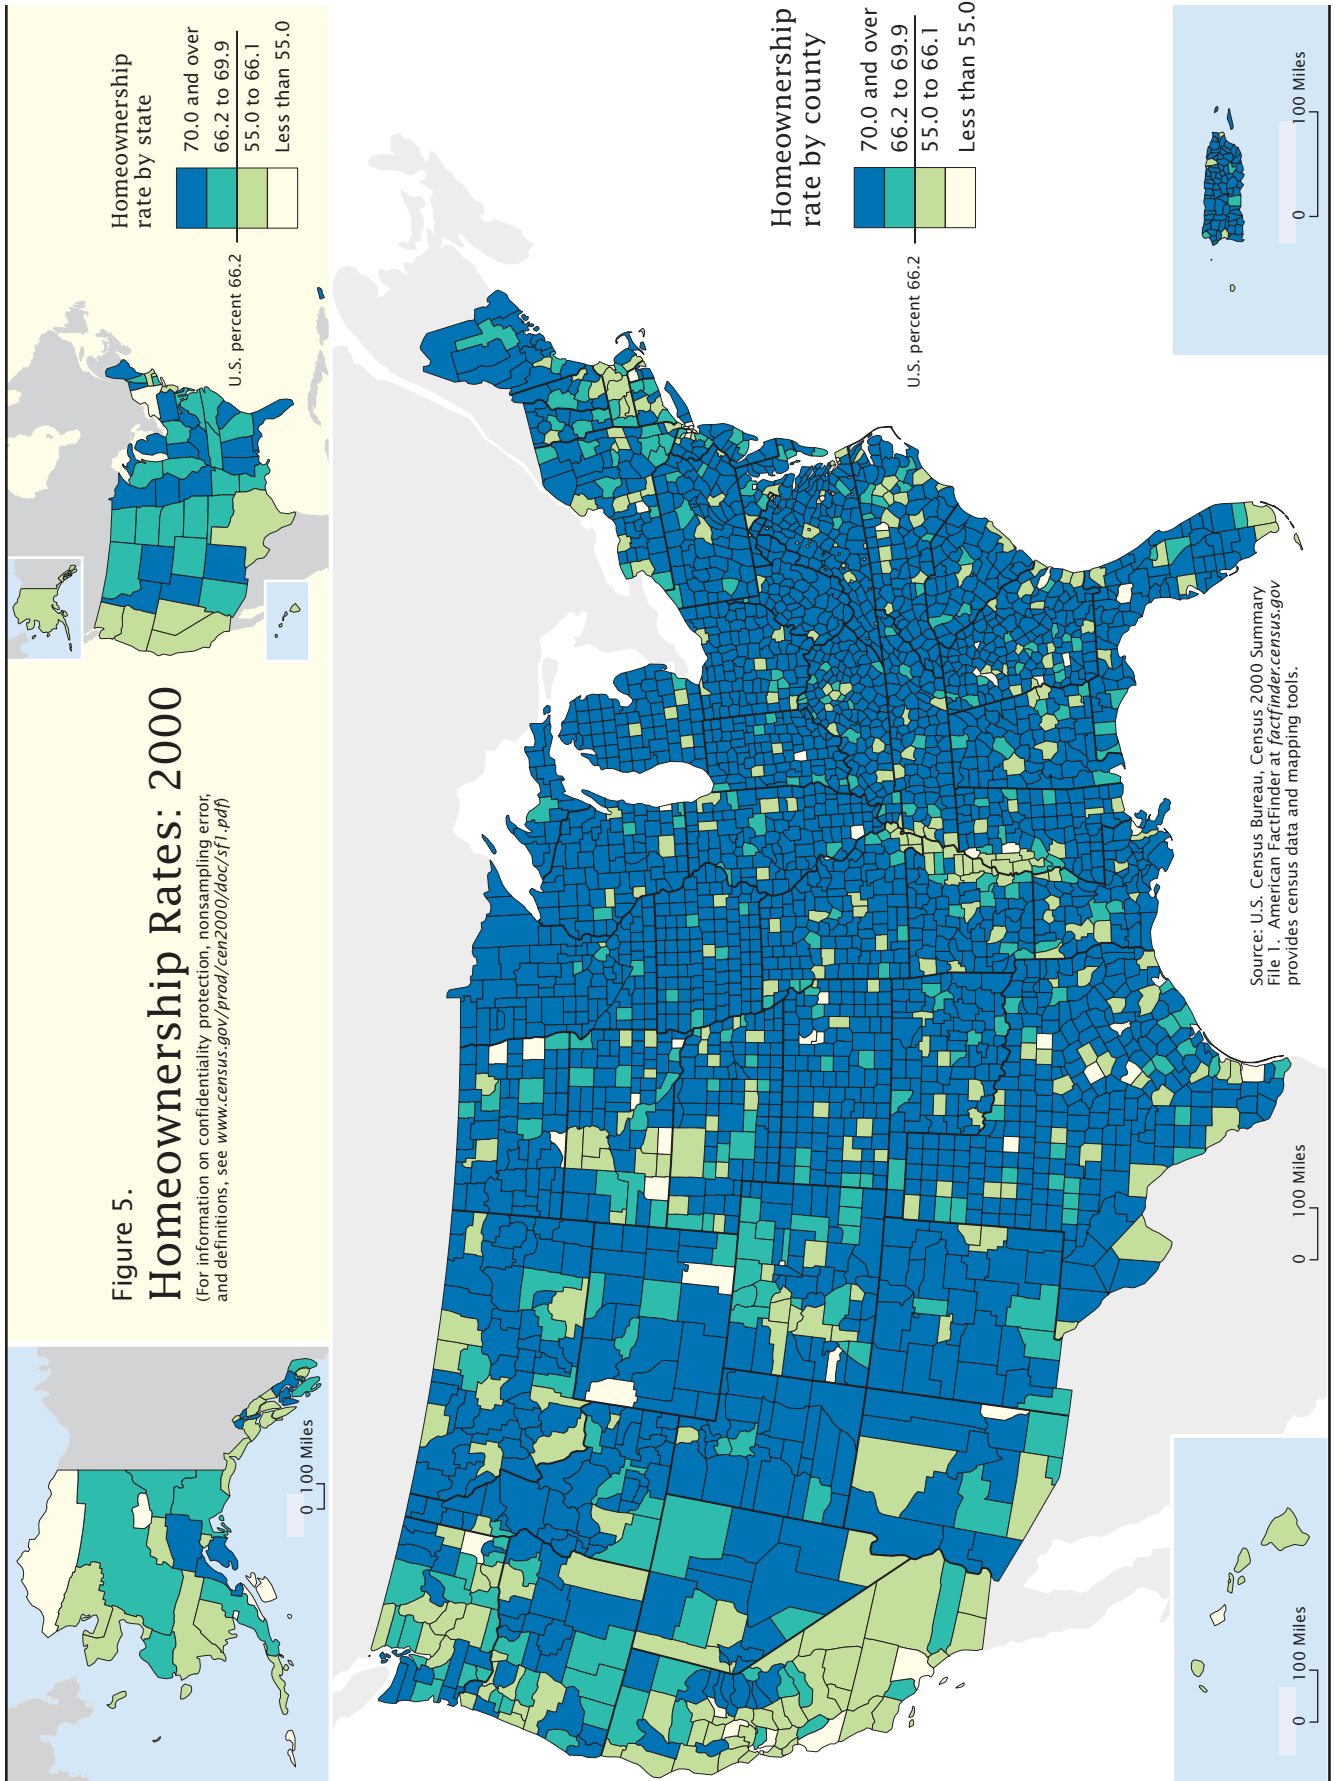 Figure 5.
Homeownership Rates: 2000
(For information on confidentiality protection, nonsampling error,
and definitions, see www.census.gov/prod/cen2000/doc/sf1.pdf)
Homeownership
rate by state
70.0 and over
66.2 to 69.9
U.S. percent 66.2
55.0 to 66.1
Less than 55.0
0 100 Miles
Homeownership
rate by county
70.0 and over
66.2 to 69.9
U.S. percent 66.2
55.0 to 66.1
Less than 55.0
Source: U.S. Census Bureau, Census 2000 Summary
File 1. American FactFinder at factfinder.census.gov
provides census data and mapping tools.
0 100 Miles
0 100 Miles
0 100 Miles